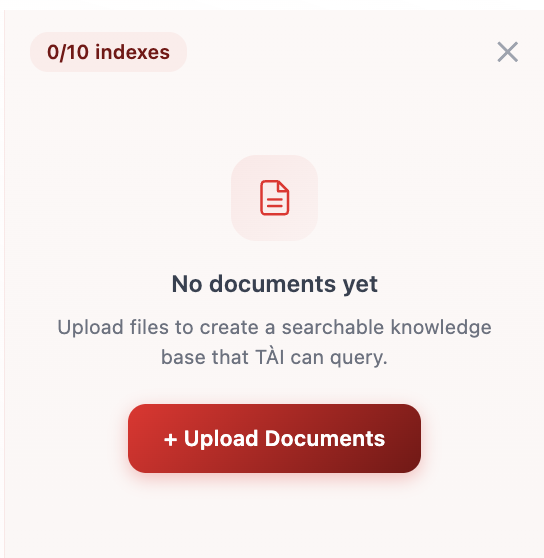 0/10 indexes
No documents yet
Upload files to create a searchable knowledge
base that TÀI can query.
+ Upload Documents